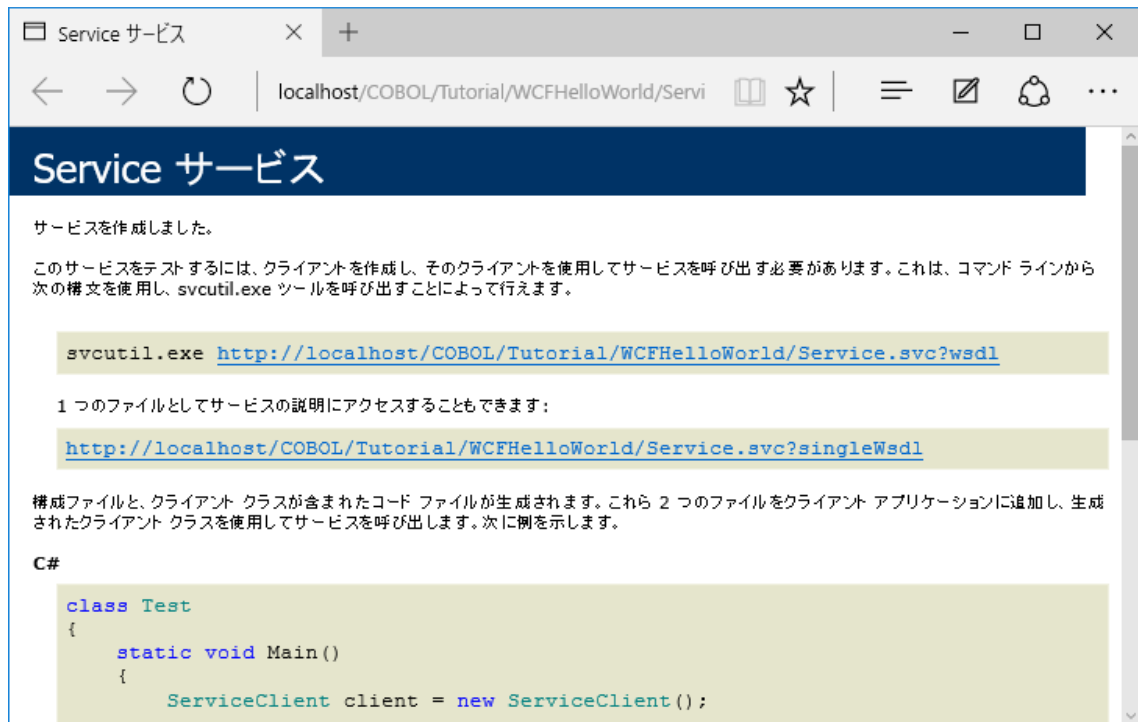 Service サービス
localhost/COBOL/Tutorial/WCFHelloWorld/Servi
Service サービス
サービスを作成しました。
このサービスをテストするには、クライアントを作成し、そのクライアントを使用してサービスを呼び出す必要があります。これは、コマンド ラインから
次の構文を使用し、svcutil.exe ツールを呼び出すことによって行えます。
svcutil.exe http://localhost/COBOL/Tutorial/WCFHelloWorld/Service.svc?wsdl
1 つのファイルとしてサービスの説明にアクセスすることもできます:
http://localhost/COBOL/Tutorial/WCFHelloWorld/Service.svc?singleWsdl
構成ファイルと、クライアント クラスが含まれたコード ファイルが生成されます。これら 2 つのファイルをクライアント アプリケーションに追加し、生成
されたクライアント クラスを使用してサービスを呼び出します。次に例を示します。
C#
class Test
{
static void Main()
{
ServiceClient client = new ServiceClient();